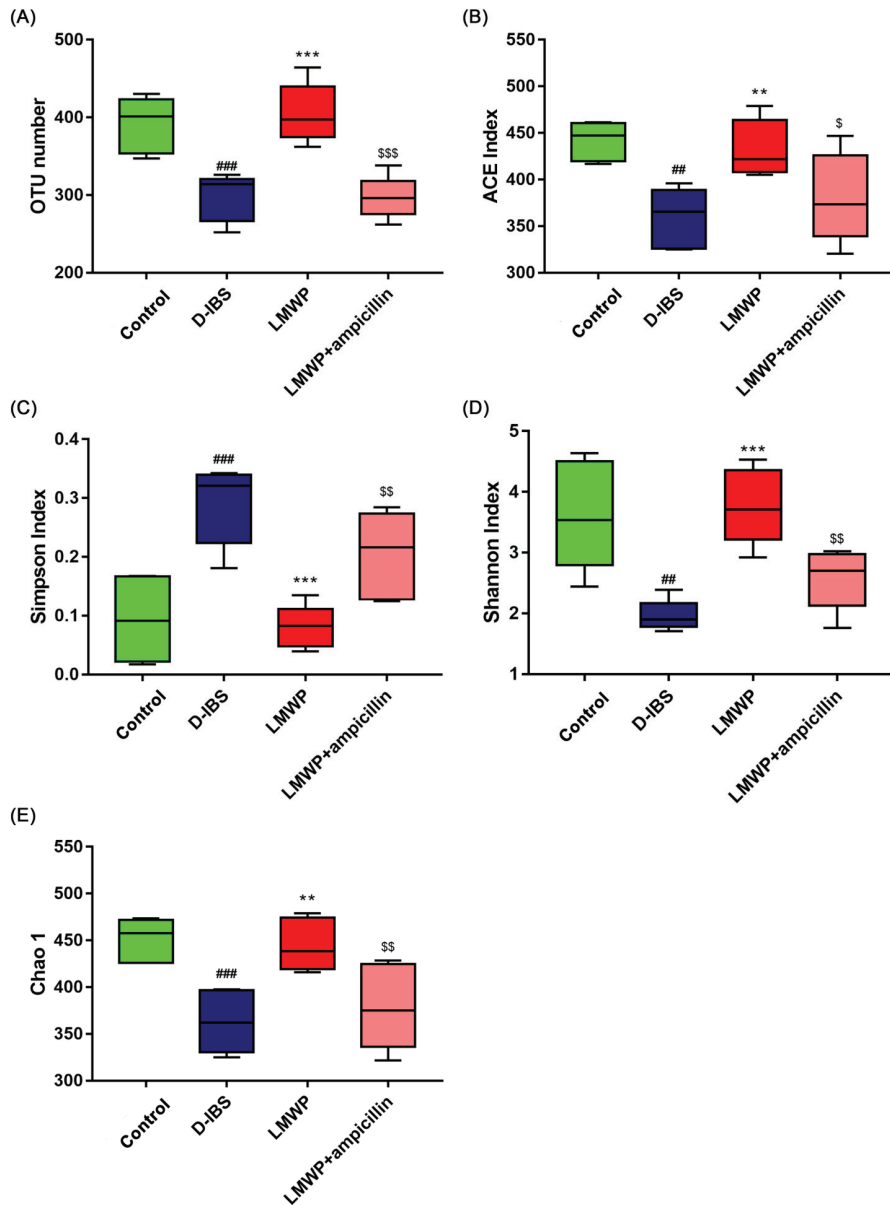 (A)
OTU number
500
400
300
200
###
***
$$$
Control
D-IBS
LMWP
LMWP+ampicillin
(B)
ACE Index
550
500
450
400
350
300
##
**
$
Control
D-IBS
LMWP
LMWP+ampicillin
(C)
Simpson Index
0.4
0.3
0.2
0.1
0.0
###
***
$$
Control
D-IBS
LMWP
LMWP+ampicillin
(D)
Shannon Index
5
4
3
2
1
##
***
$$
Control
D-IBS
LMWP
LMWP+ampicillin
(E)
Chao 1
550
500
450
400
350
300
###
**
$$
Control
D-IBS
LMWP
LMWP+ampicillin